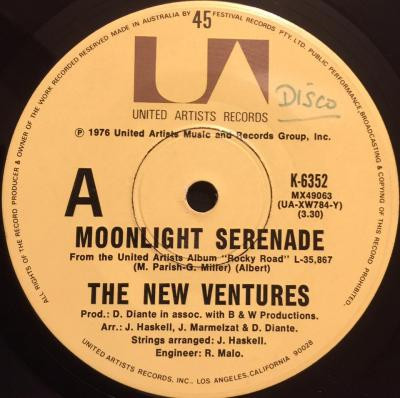 MADE IN AUSTRALIA BY 45 FESTIVAL RECORDS PTY. LTD. PUBLIC PERFORMANCE, BROADCASTING & COPYING OF THIS RECORD PROHIBITED
ALL RIGHTS OF THE RECORD PRODUCER & OWNER OF THE WORK RECORDED RESERVED
UA
UNITED ARTISTS RECORDS
DISCO
℗ 1976 United Artists Music and Records Group, Inc.
A
K-6352
MX49063
(UA-XW784-Y)
(3.30)
MOONLIGHT SERENADE
From the United Artists Album "Rocky Road" L-35,867
(M. Parish-G. Miller) (Albert)
THE NEW VENTURES
Prod.: D. Diante in assoc. with B & W Productions.
Arr.: J. Haskell, J. Marmelzat & D. Diante.
Strings arranged: J. Haskell.
Engineer: R. Malo.
UNITED ARTISTS RECORDS, INC., LOS ANGELES, CALIFORNIA 90028